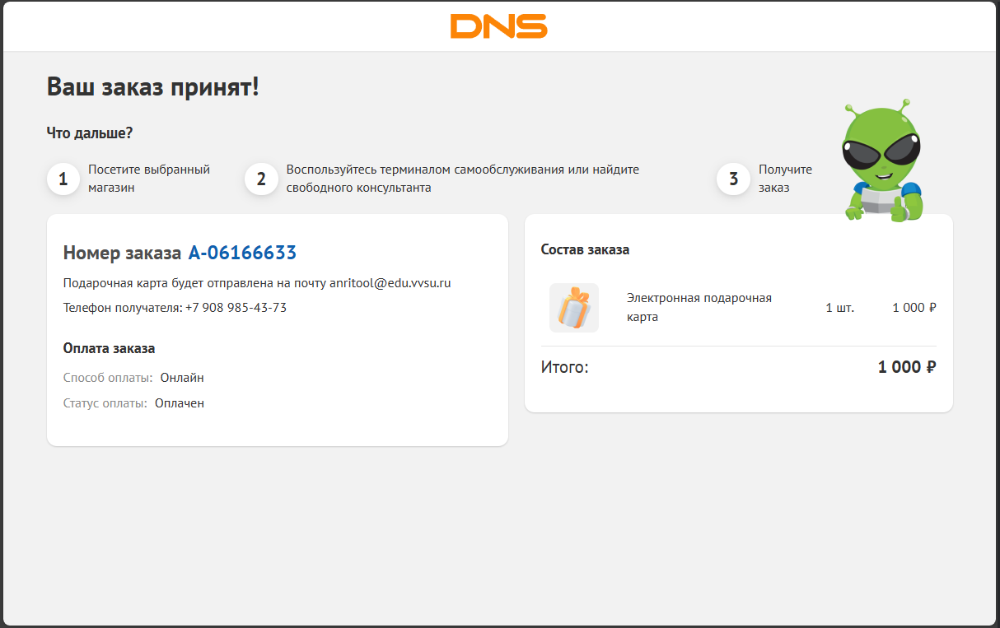 DNS
Ваш заказ принят!
Что дальше?
1
Посетите выбранный
магазин
2
Воспользуйтесь терминалом самообслуживания или найдите
свободного консультанта
3
Получите
заказ
Номер заказа A-06166633
Подарочная карта будет отправлена на почту anritool@edu.vvsu.ru
Телефон получателя: +7 908 985-43-73
Оплата заказа
Способ оплаты: Онлайн
Статус оплаты: Оплачен
Состав заказа
Электронная подарочная
карта
1 шт.
1 000 ₽
Итого:
1 000 ₽